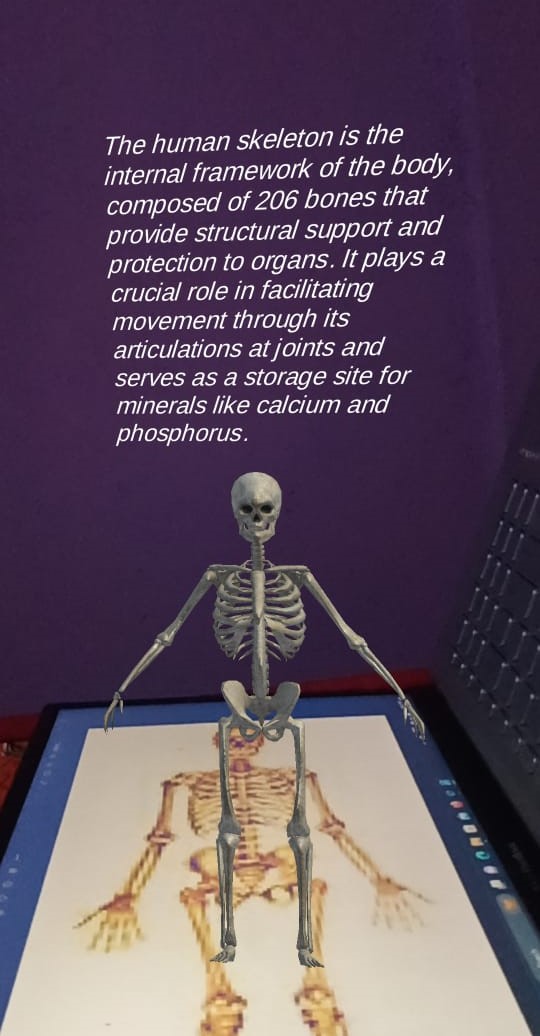 The human skeleton is the
internal framework of the body,
composed of 206 bones that
provide structural support and
protection to organs. It plays a
crucial role in facilitating
movement through its
articulations at joints and
serves as a storage site for
minerals like calcium and
phosphorus.